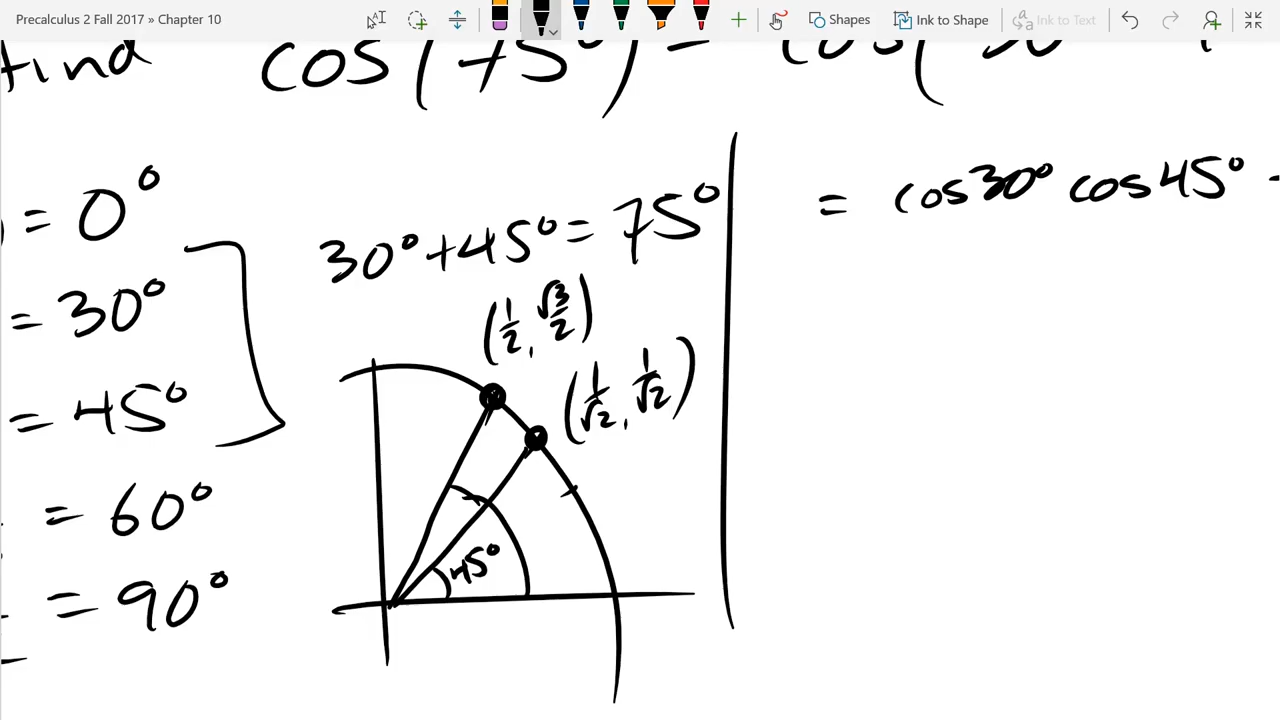 Precalculus 2 Fall 2017 » Chapter 10
Shapes
Ink to Shape
Ink to Text
find cos(75°) = cos(30°
= 0°
= 30°
= 45°
= 60°
= 90°
30° + 45° = 75°
(1/2, √3/2)
(1/√2, 1/√2)
45°
= cos30° cos45° -